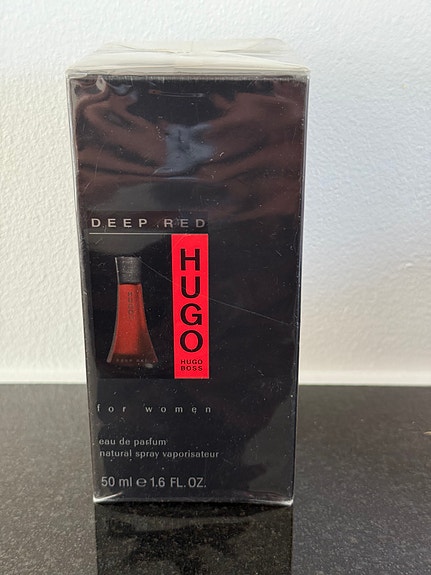 DEEP RED
HUGO
HUGO
BOSS
for women
eau de parfum
natural spray vaporisateur
50 ml ℮ 1.6 FL.OZ.